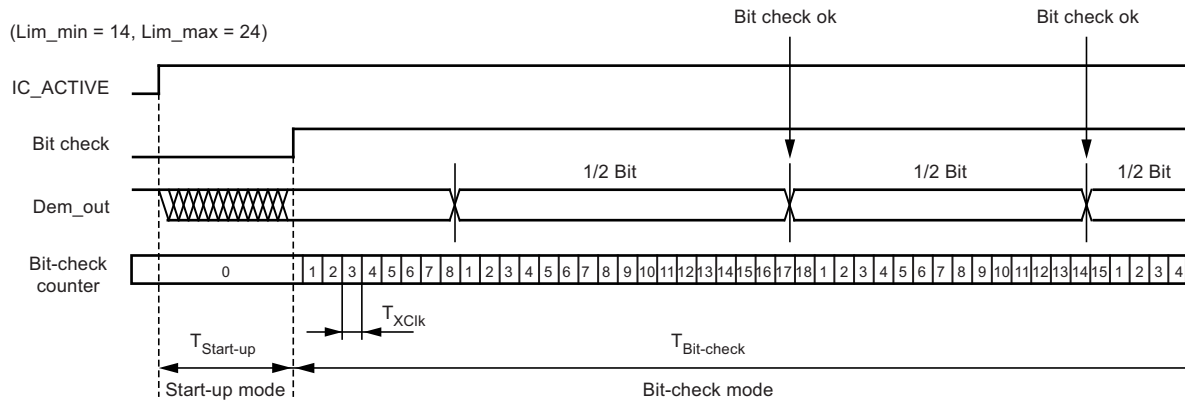 Bit check ok Bit check ok
(Lim_min = 14, Lim_max = 24)
IC_ACTIVE
Bit check
1/2 Bit 1/2 Bit 1/2 Bit
Dem_out
Bit-check
counter
0 1 2 3 4 5 6 7 8 1 2 3 4 5 6 7 8 9 10 11 12 13 14 15 16 17 18 1 2 3 4 5 6 7 8 9 10 11 12 13 14 15 1 2 3 4
TXClk
TStart-up TBit-check
Start-up mode Bit-check mode